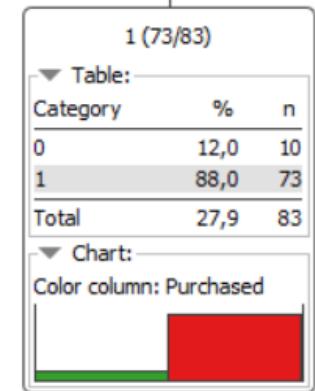 1 (73/83)
Table:
Category % n
0 12,0 10
1 88,0 73
Total 27,9 83
Chart:
Color column: Purchased